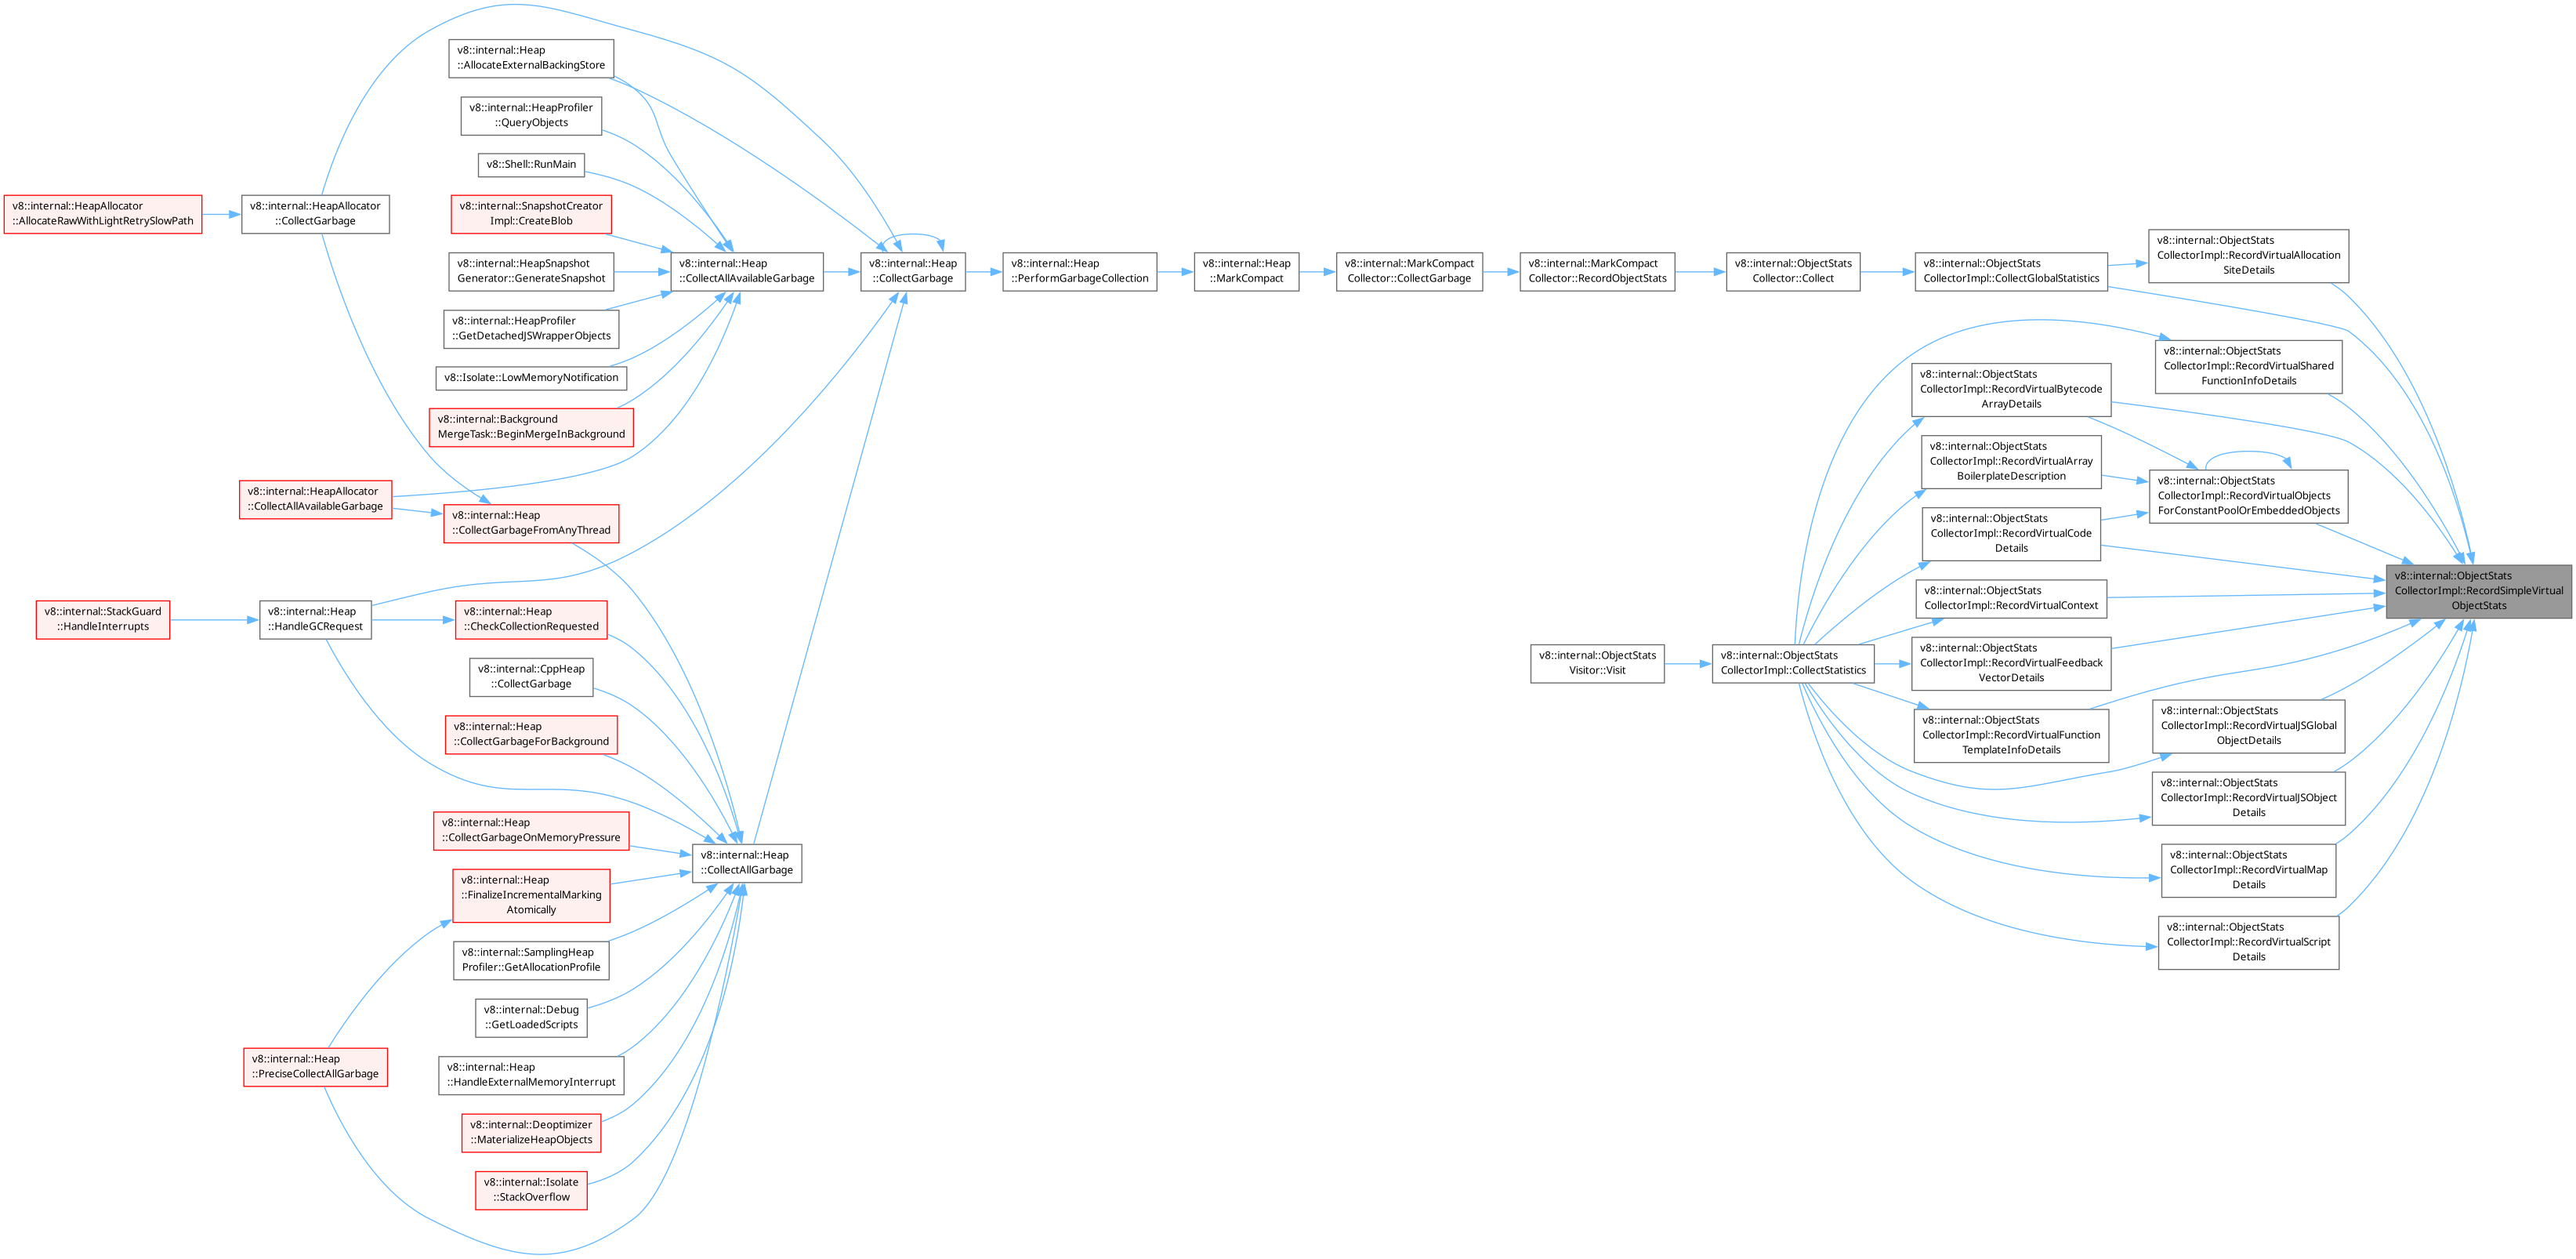 v8::internal::Heap
::AllocateExternalBackingStore
v8::internal::HeapProfiler
::QueryObjects
v8::Shell::RunMain
v8::internal::HeapAllocator
::AllocateRawWithLightRetrySlowPath
v8::internal::HeapAllocator
::CollectGarbage
v8::internal::SnapshotCreator
Impl::CreateBlob
v8::internal::HeapSnapshot
Generator::GenerateSnapshot
v8::internal::Heap
::CollectAllAvailableGarbage
v8::internal::Heap
::CollectGarbage
v8::internal::Heap
::PerformGarbageCollection
v8::internal::Heap
::MarkCompact
v8::internal::MarkCompact
Collector::CollectGarbage
v8::internal::MarkCompact
Collector::RecordObjectStats
v8::internal::ObjectStats
Collector::Collect
v8::internal::ObjectStats
CollectorImpl::CollectGlobalStatistics
v8::internal::ObjectStats
CollectorImpl::RecordVirtualAllocation
SiteDetails
v8::internal::HeapProfiler
::GetDetachedJSWrapperObjects
v8::Isolate::LowMemoryNotification
v8::internal::Background
MergeTask::BeginMergeInBackground
v8::internal::HeapAllocator
::CollectAllAvailableGarbage
v8::internal::Heap
::CollectGarbageFromAnyThread
v8::internal::ObjectStats
CollectorImpl::RecordVirtualShared
FunctionInfoDetails
v8::internal::ObjectStats
CollectorImpl::RecordVirtualBytecode
ArrayDetails
v8::internal::ObjectStats
CollectorImpl::RecordVirtualArray
BoilerplateDescription
v8::internal::ObjectStats
CollectorImpl::RecordVirtualObjects
ForConstantPoolOrEmbeddedObjects
v8::internal::ObjectStats
CollectorImpl::RecordVirtualCode
Details
v8::internal::ObjectStats
CollectorImpl::RecordSimpleVirtual
ObjectStats
v8::internal::ObjectStats
CollectorImpl::RecordVirtualContext
v8::internal::StackGuard
::HandleInterrupts
v8::internal::Heap
::HandleGCRequest
v8::internal::Heap
::CheckCollectionRequested
v8::internal::CppHeap
::CollectGarbage
v8::internal::Heap
::CollectGarbageForBackground
v8::internal::ObjectStats
Visitor::Visit
v8::internal::ObjectStats
CollectorImpl::CollectStatistics
v8::internal::ObjectStats
CollectorImpl::RecordVirtualFeedback
VectorDetails
v8::internal::ObjectStats
CollectorImpl::RecordVirtualFunction
TemplateInfoDetails
v8::internal::ObjectStats
CollectorImpl::RecordVirtualJSGlobal
ObjectDetails
v8::internal::ObjectStats
CollectorImpl::RecordVirtualJSObject
Details
v8::internal::ObjectStats
CollectorImpl::RecordVirtualMap
Details
v8::internal::ObjectStats
CollectorImpl::RecordVirtualScript
Details
v8::internal::Heap
::CollectGarbageOnMemoryPressure
v8::internal::Heap
::CollectAllGarbage
v8::internal::Heap
::FinalizeIncrementalMarking
Atomically
v8::internal::SamplingHeap
Profiler::GetAllocationProfile
v8::internal::Debug
::GetLoadedScripts
v8::internal::Heap
::PreciseCollectAllGarbage
v8::internal::Heap
::HandleExternalMemoryInterrupt
v8::internal::Deoptimizer
::MaterializeHeapObjects
v8::internal::Isolate
::StackOverflow